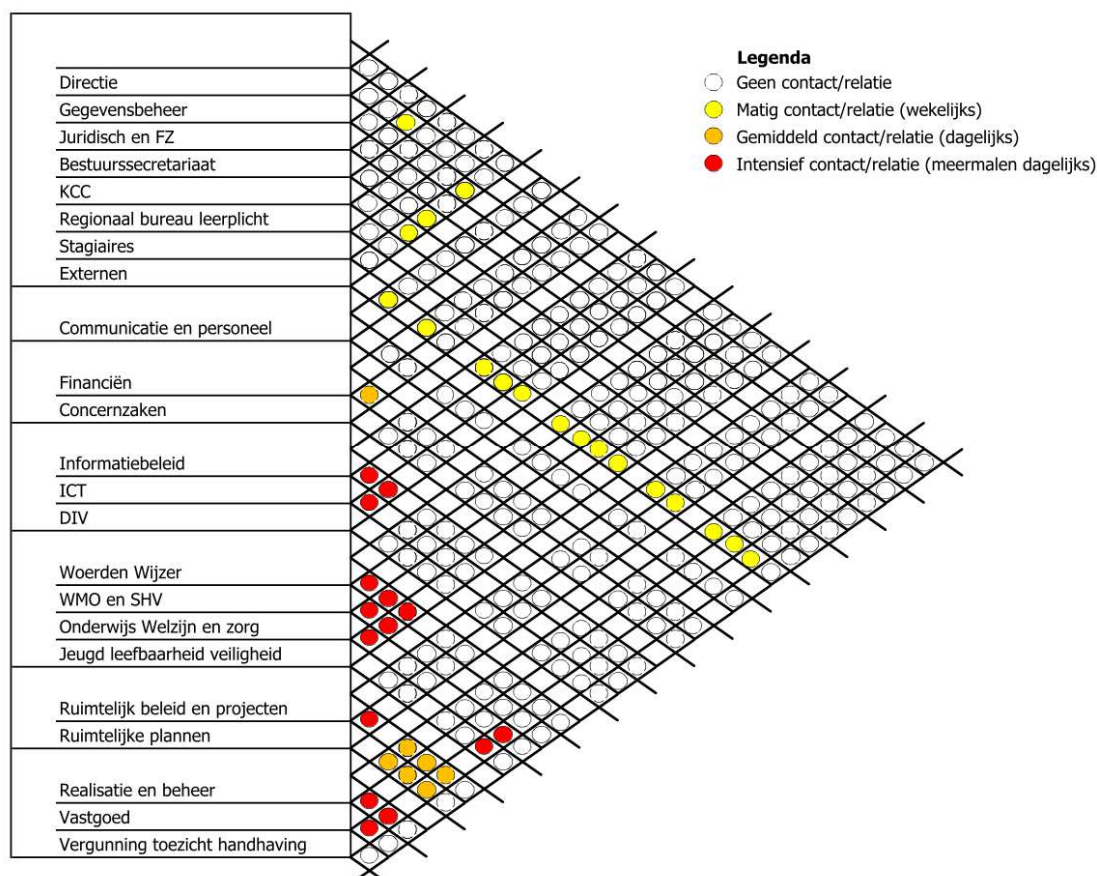 Legenda
Geen contact/relatie
Matig contact/relatie (wekelijks)
Gemiddeld contact/relatie (dagelijks)
Intensief contact/relatie (meermalen dagelijks)
Directie
Gegevensbeheer
Juridisch en FZ
Bestuurssecretariaat
KCC
Regionaal bureau leerplicht
Stagiaires
Externen
Communicatie en personeel
Financiën
Concernzaken
Informatiebeleid
ICT
DIV
Woerden Wijzer
WMO en SHV
Onderwijs Welzijn en zorg
Jeugd leefbaarheid veiligheid
Ruimtelijk beleid en projecten
Ruimtelijke plannen
Realisatie en beheer
Vastgoed
Vergunning toezicht handhaving